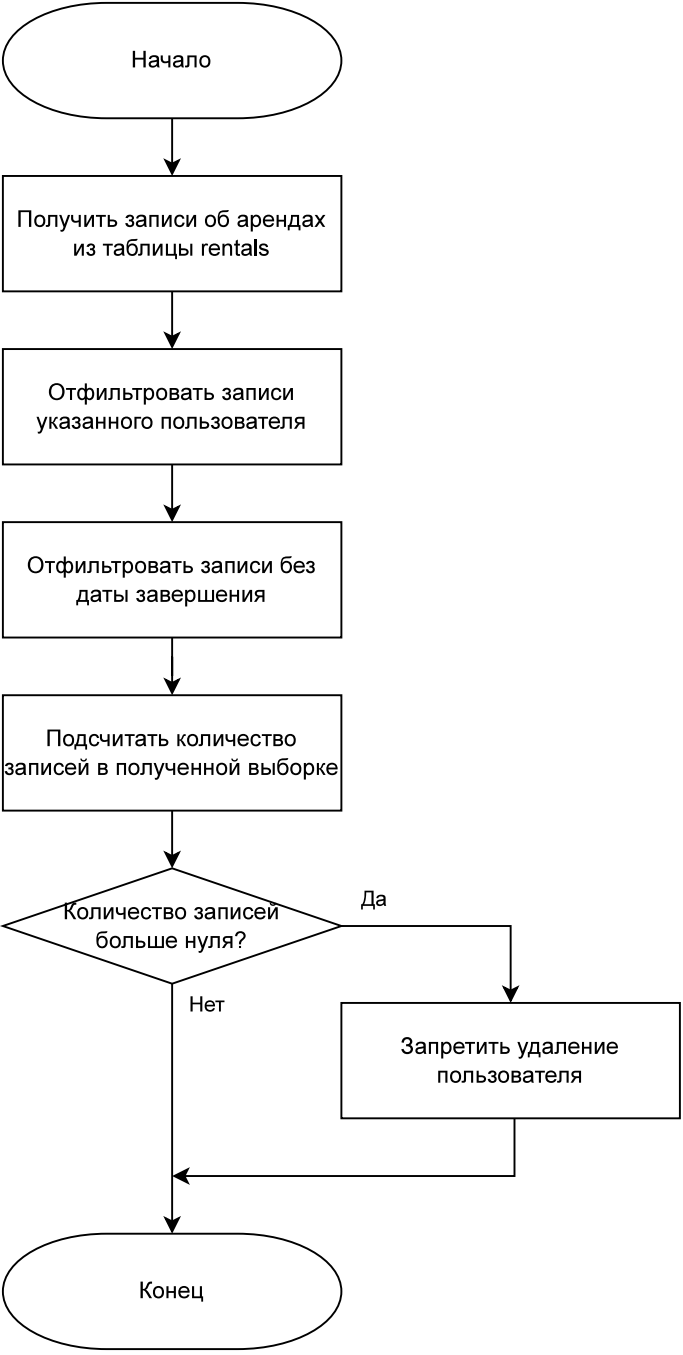 Начало
Получить записи об арендах
из таблицы rentals
Отфильтровать записи
указанного пользователя
Отфильтровать записи без
даты завершения
Подсчитать количество
записей в полученной выборке
Количество записей
больше нуля?
Да
Нет
Запретить удаление
пользователя
Конец